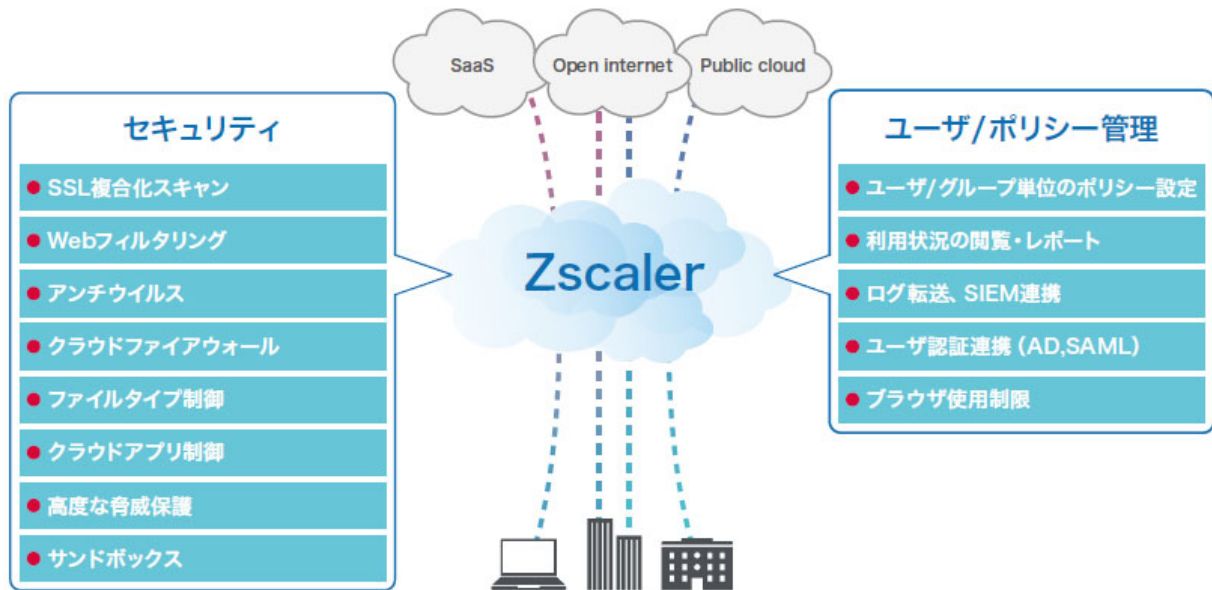 SaaS
Open internet
Public cloud
セキュリティ
SSL複合化スキャン
Webフィルタリング
アンチウイルス
クラウドファイアウォール
ファイルタイプ制御
クラウドアプリ制御
高度な脅威保護
サンドボックス
Zscaler
ユーザ/ポリシー管理
ユーザ/グループ単位のポリシー設定
利用状況の閲覧・レポート
ログ転送、SIEM連携
ユーザ認証連携（AD,SAML）
ブラウザ使用制限